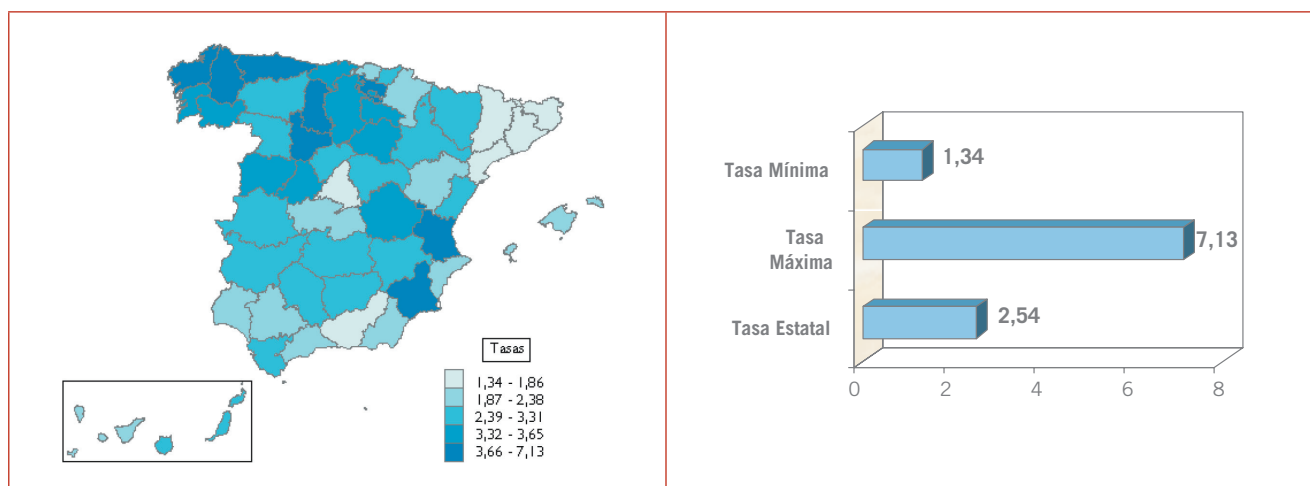 Tasas
1,34 - 1,86
1,87 - 2,38
2,39 - 3,31
3,32 - 3,65
3,66 - 7,13
Tasa Mínima
1,34
Tasa
Máxima
7,13
Tasa Estatal
2,54
0 2 4 6 8